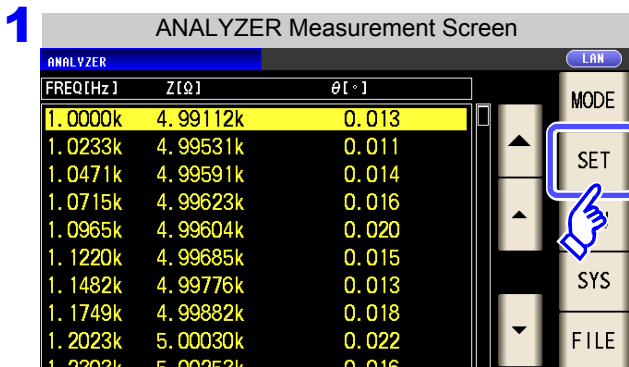 1
ANALYZER Measurement Screen
ANALYZER LAN
FREQ[Hz] Z[Ω] θ[°]
1.0000k 4.99112k 0.013
1.0233k 4.99531k 0.011
1.0471k 4.99591k 0.014
1.0715k 4.99623k 0.016
1.0965k 4.99604k 0.020
1.1220k 4.99685k 0.015
1.1482k 4.99776k 0.013
1.1749k 4.99882k 0.018
1.2023k 5.00030k 0.022
MODE
SET
SYS
FILE